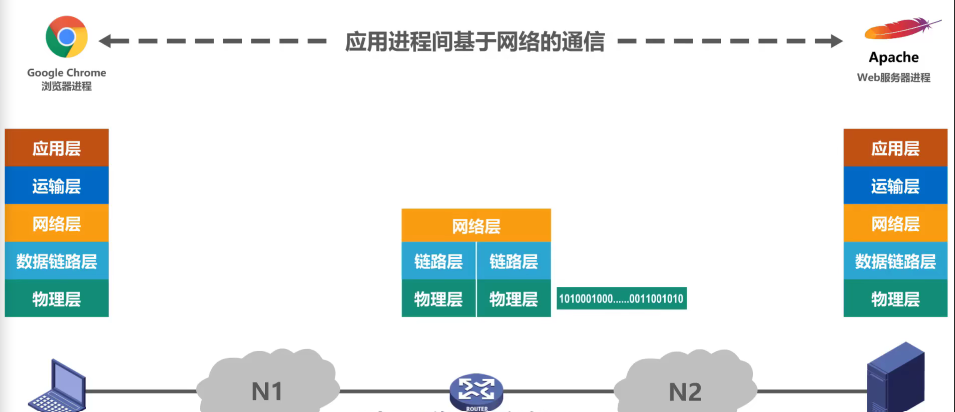 应用进程间基于网络的通信
Google Chrome
浏览器进程
Apache
Web服务器进程
应用层
运输层
网络层
数据链路层
物理层
网络层
链路层 链路层
物理层 物理层
1010001000......0011001010
应用层
运输层
网络层
数据链路层
物理层
N1
ROUTER
N2